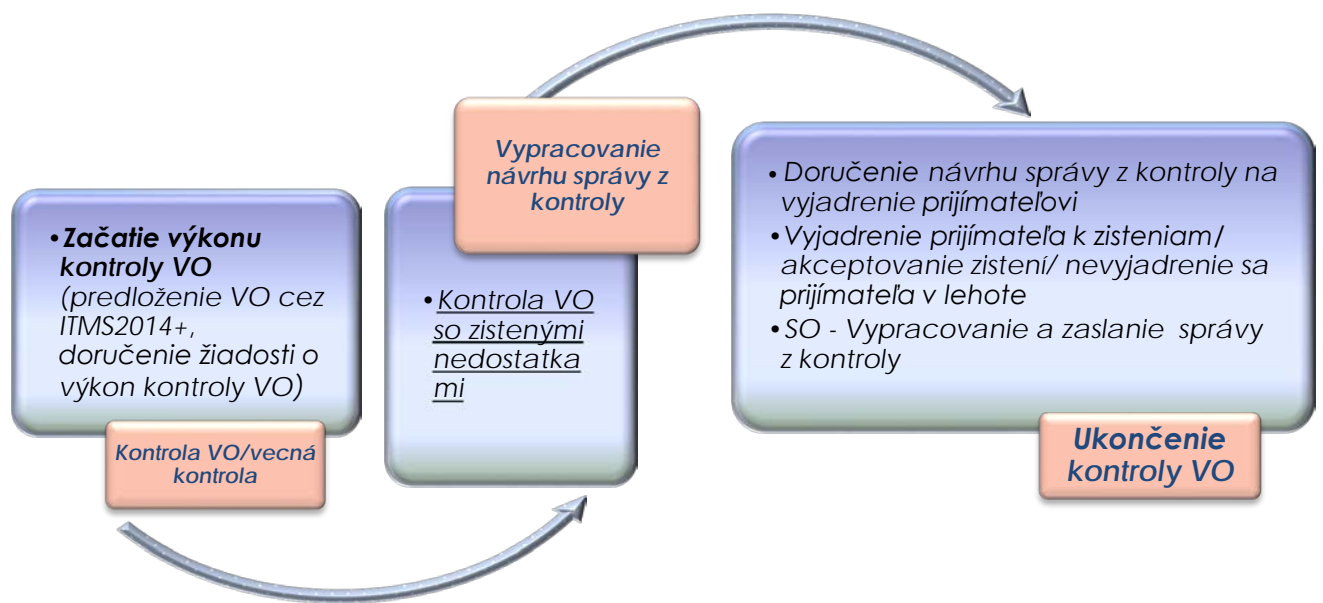 •Začatie výkonu
kontroly VO
(predloženie VO cez
ITMS2014+,
doručenie žiadosti o
výkon kontroly VO)
Kontrola VO/vecná
kontrola
Vypracovanie
návrhu správy z
kontroly
•Kontrola VO
so zistenými
nedostatka
mi
• Doručenie návrhu správy z kontroly na
vyjadrenie prijímateľovi
•Vyjadrenie prijímateľa k zisteniam/
akceptovanie zistení/ nevyjadrenie sa
prijímateľa v lehote
•SO - Vypracovanie a zaslanie správy
z kontroly
Ukončenie
kontroly VO